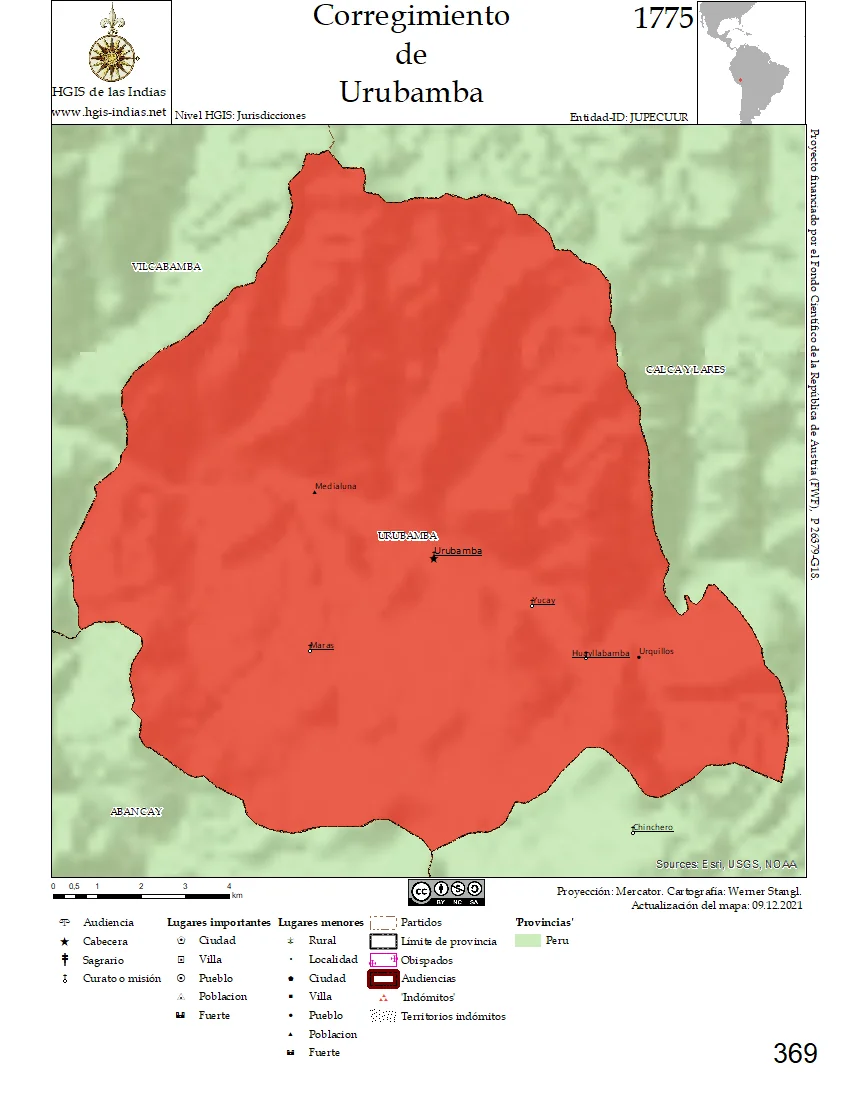 Corregimiento
de
Urubamba
1775
HGIS de las Indias
www.hgis-indias.net
Nivel HGIS: Jurisdicciones
Entidad-ID: JUPECUUR
Proyecto financiado por el Fondo Científico de la República de Austria (FWF), P 26379-G18.
VILCABAMBA
CALCA Y LARES
Medialuna
URUBAMBA
Urubamba
Yucay
Maras
Huayllabamba
Urquillos
ABANCAY
Chinchero
Sources: Esri, USGS, NOAA
0 0,5 1 2 3 4
km
CC BY NC SA
Proyección: Mercator. Cartografía: Werner Stangl.
Actualización del mapa: 09.12.2021
Audiencia
Cabecera
Sagrario
Curato o misión
Lugares importantes
Ciudad
Villa
Pueblo
Poblacion
Fuerte
Lugares menores
Rural
Localidad
Ciudad
Villa
Pueblo
Poblacion
Fuerte
Partidos
Límite de provincia
Obispados
Audiencias
'Indómitos'
Territorios indómitos
'Provincias'
Peru
369